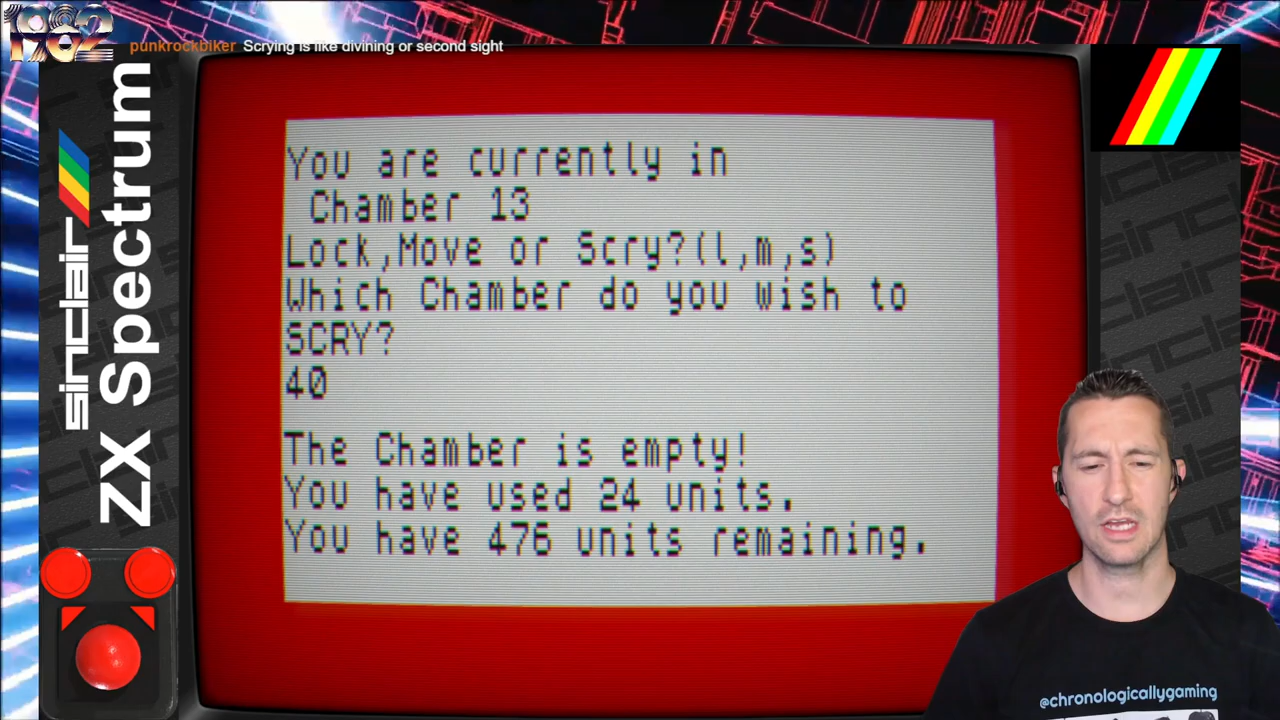 1982
punkrockbiker Scrying is like divining or second sight
sinclair
ZX Spectrum
You are currently in
Chamber 13
Lock,Move or Scry?(l,m,s)
Which Chamber do you wish to
SCRY?
40
The Chamber is empty!
You have used 24 units.
You have 476 units remaining.
@chronologicallygaming